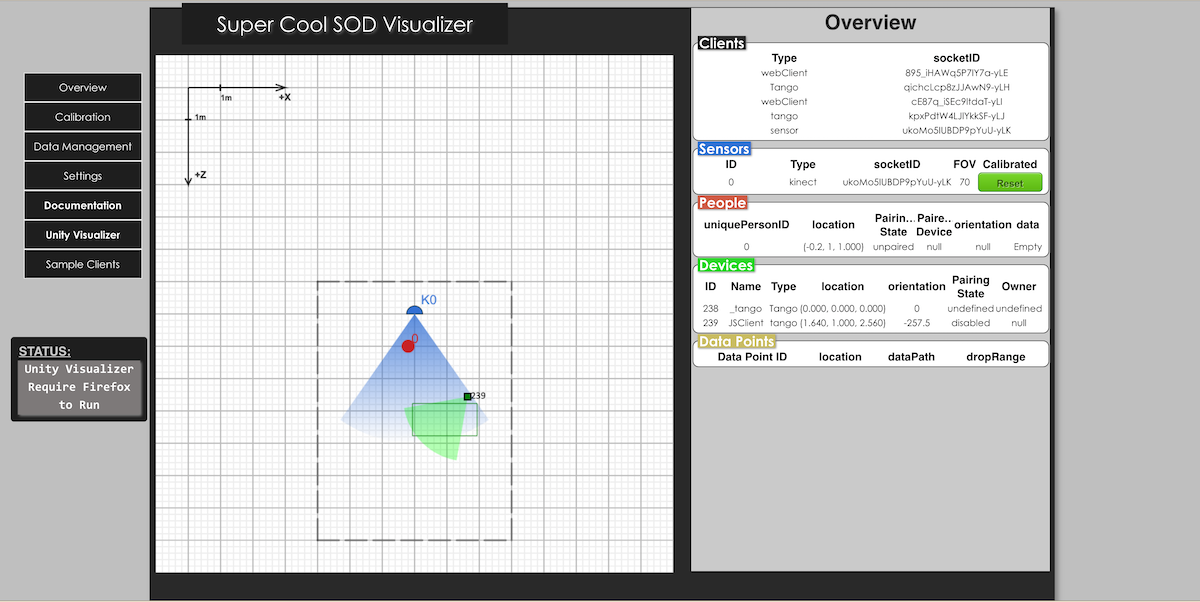 Super Cool SOD Visualizer
Overview
Calibration
Data Management
Settings
Documentation
Unity Visualizer
Sample Clients
STATUS:
Unity Visualizer
Require Firefox
to Run
1m
+X
1m
+Z
K0
0
239
Overview
Clients
Type socketID
webClient 895_iHAWq5P7IY7a-yLE
Tango qichcLcp8zJJAwN9-yLH
webClient cE87q_iSEc9ItdaT-yLI
tango kpxPdtW4LJlYkkSF-yLJ
sensor ukoMo5lUBDP9pYuU-yLK
Sensors
ID Type socketID FOV Calibrated
0 kinect ukoMo5lUBDP9pYuU-yLK 70 Reset
People
uniquePersonID location Pairin... State Paire.. Device orientation data
0 (-0.2, 1, 1.000) unpaired null null Empty
Devices
ID Name Type location orientation Pairing State Owner
238 _tango Tango (0.000, 0.000, 0.000) 0 undefined undefined
239 JSClient tango (1.640, 1.000, 2.560) -257.5 disabled null
Data Points
Data Point ID location dataPath dropRange